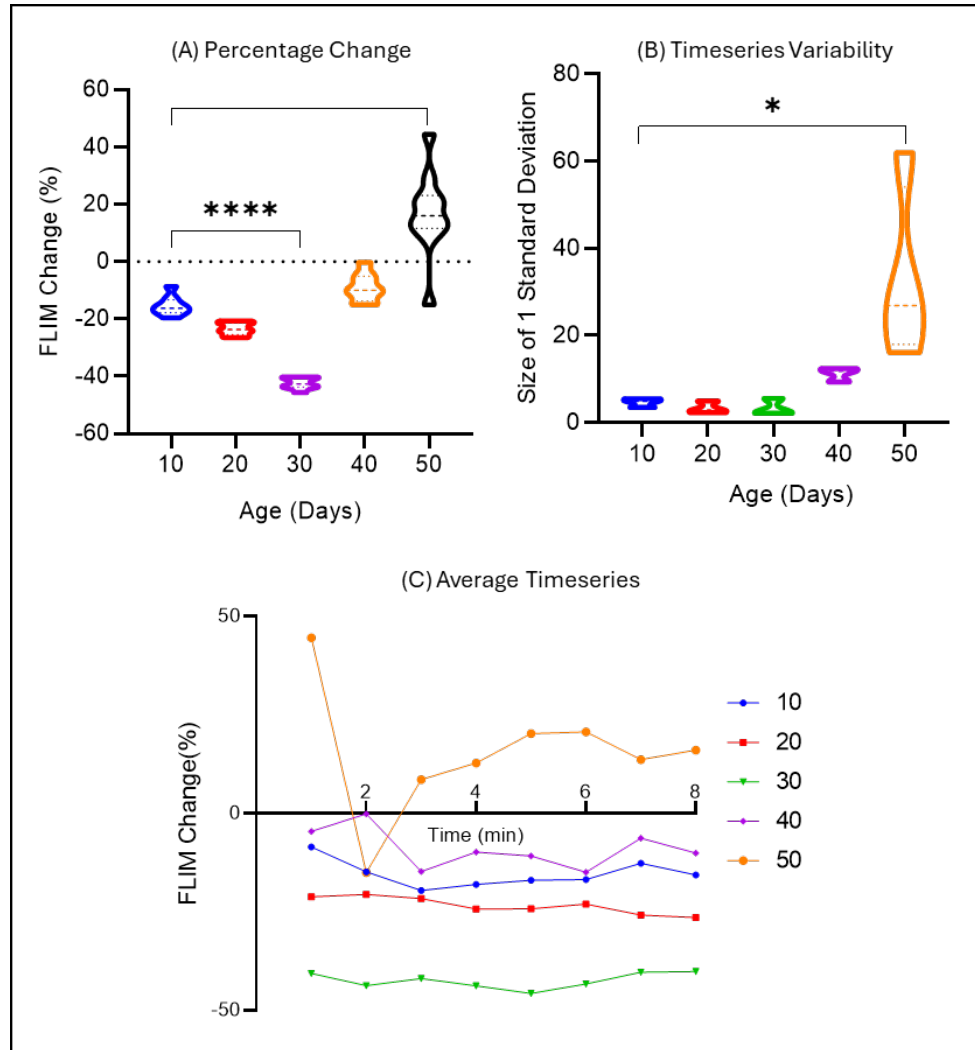 (A) Percentage Change
60
40
20
0
-20
-40
-60
FLIM Change (%)
****
10 20 30 40 50
Age (Days)
(B) Timeseries Variability
80
60
40
20
0
Size of 1 Standard Deviation
*
10 20 30 40 50
Age (Days)
(C) Average Timeseries
50
0
-50
FLIM Change(%)
2 4 6 8
Time (min)
10
20
30
40
50